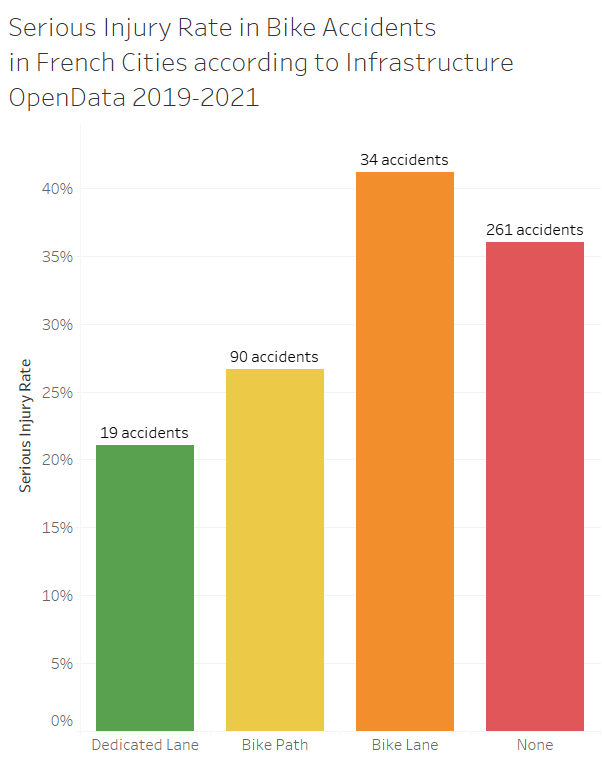 Serious Injury Rate in Bike Accidents
in French Cities according to Infrastructure
OpenData 2019-2021
34 accidents
40%
261 accidents
35%
30%
90 accidents
25%
19 accidents
20%
Serious Injury Rate
15%
10%
5%
0%
Dedicated Lane Bike Path Bike Lane None